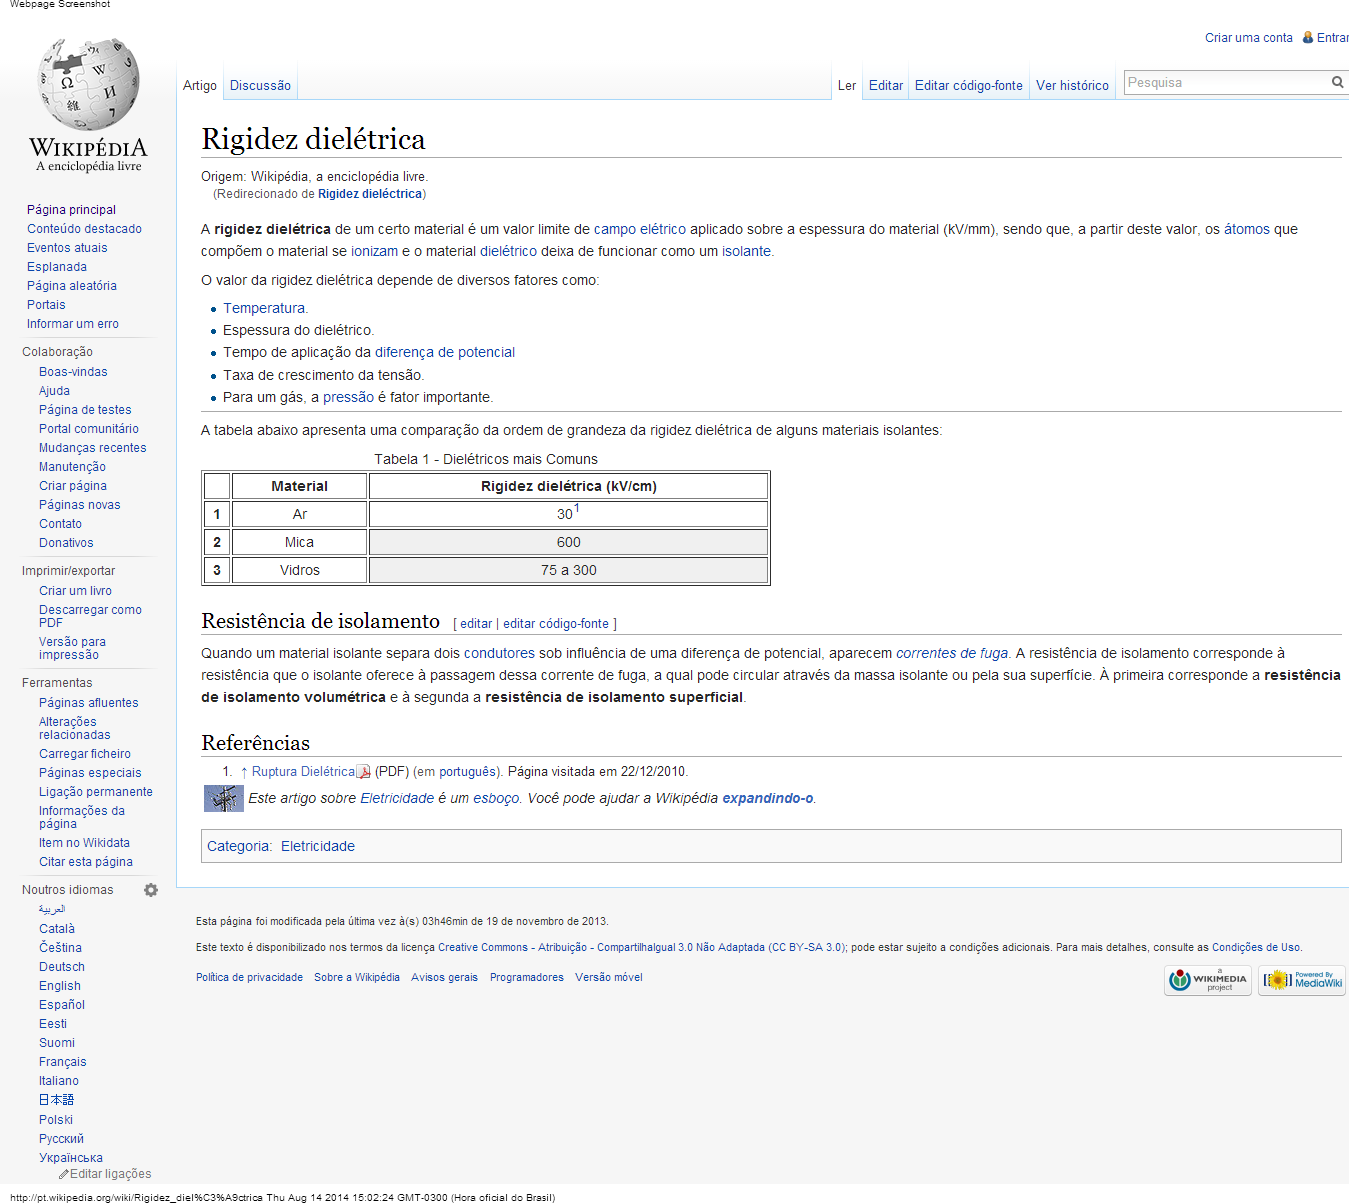 Webpage Screenshot
Criar uma conta Entrar
Artigo Discussão Ler Editar Editar código-fonte Ver histórico Pesquisa
WIKIPÉDIA
A enciclopédia livre
Página principal
Conteúdo destacado
Eventos atuais
Esplanada
Página aleatória
Portais
Informar um erro
Colaboração
Boas-vindas
Ajuda
Página de testes
Portal comunitário
Mudanças recentes
Manutenção
Criar página
Páginas novas
Contato
Donativos
Imprimir/exportar
Criar um livro
Descarregar como
PDF
Versão para
impressão
Ferramentas
Páginas afluentes
Alterações
relacionadas
Carregar ficheiro
Páginas especiais
Ligação permanente
Informações da
página
Item no Wikidata
Citar esta página
Noutros idiomas
العربية
Català
Čeština
Deutsch
English
Español
Eesti
Suomi
Français
Italiano
日本語
Polski
Русский
Українська
Editar ligações
Rigidez dielétrica
Origem: Wikipédia, a enciclopédia livre.
(Redirecionado de Rigidez dieléctrica)
A rigidez dielétrica de um certo material é um valor limite de campo elétrico aplicado sobre a espessura do material (kV/mm), sendo que, a partir deste valor, os átomos que
compõem o material se ionizam e o material dielétrico deixa de funcionar como um isolante.
O valor da rigidez dielétrica depende de diversos fatores como:
Temperatura.
Espessura do dielétrico.
Tempo de aplicação da diferença de potencial
Taxa de crescimento da tensão.
Para um gás, a pressão é fator importante.
A tabela abaixo apresenta uma comparação da ordem de grandeza da rigidez dielétrica de alguns materiais isolantes:
Tabela 1 - Dielétricos mais Comuns
Material Rigidez dielétrica (kV/cm)
1 Ar 30¹
2 Mica 600
3 Vidros 75 a 300
Resistência de isolamento [ editar | editar código-fonte ]
Quando um material isolante separa dois condutores sob influência de uma diferença de potencial, aparecem correntes de fuga. A resistência de isolamento corresponde à
resistência que o isolante oferece à passagem dessa corrente de fuga, a qual pode circular através da massa isolante ou pela sua superfície. À primeira corresponde a resistência
de isolamento volumétrica e à segunda a resistência de isolamento superficial.
Referências
1. ↑ Ruptura Dielétrica (PDF) (em português). Página visitada em 22/12/2010.
Este artigo sobre Eletricidade é um esboço. Você pode ajudar a Wikipédia expandindo-o.
Categoria: Eletricidade
Esta página foi modificada pela última vez à(s) 03h46min de 19 de novembro de 2013.
Este texto é disponibilizado nos termos da licença Creative Commons - Atribuição - CompartilhaIgual 3.0 Não Adaptada (CC BY-SA 3.0); pode estar sujeito a condições adicionais. Para mais detalhes, consulte as Condições de Uso.
Política de privacidade Sobre a Wikipédia Avisos gerais Programadores Versão móvel
a
WIKIMEDIA
project
Powered By
MediaWiki
http://pt.wikipedia.org/wiki/Rigidez_diel%C3%A9ctrica Thu Aug 14 2014 15:02:24 GMT-0300 (Hora oficial do Brasil)